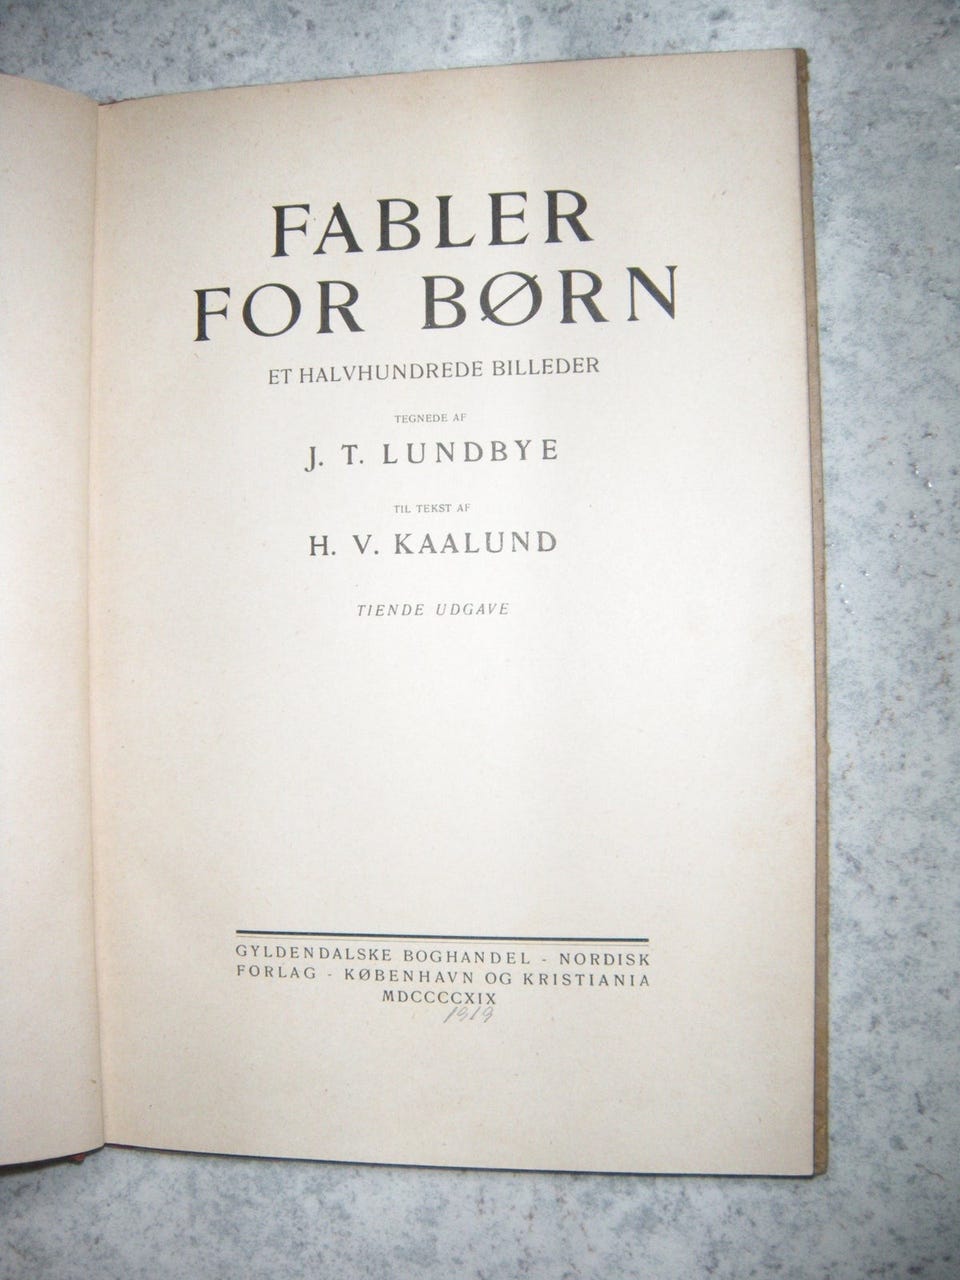 FABLER
FOR BØRN
ET HALVHUNDREDE BILLEDER
TEGNEDE AF
J. T. LUNDBYE
TIL TEKST AF
H. V. KAALUND
TIENDE UDGAVE
GYLDENDALSKE BOGHANDEL - NORDISK
FORLAG - KØBENHAVN OG KRISTIANIA
MDCCCCXIX
1919